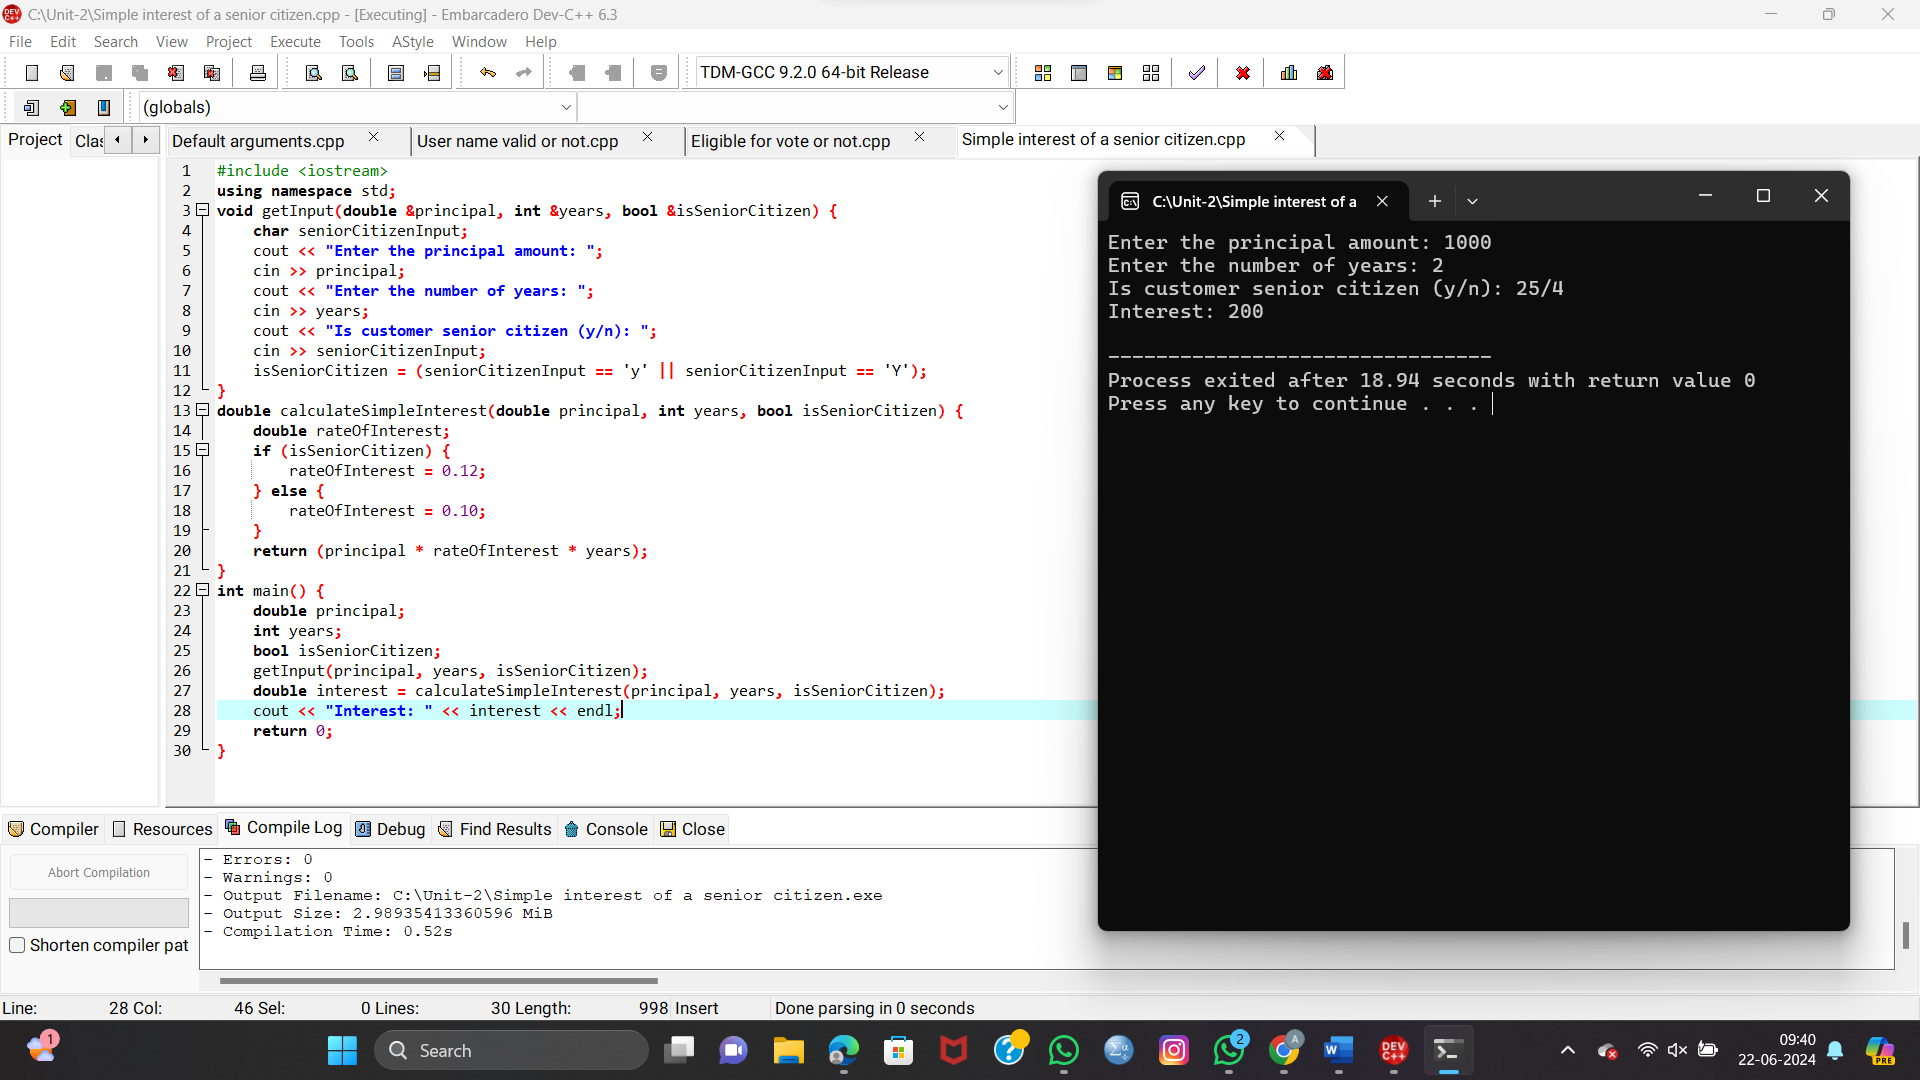 C:\Unit-2\Simple interest of a senior citizen.cpp - [Executing] - Embarcadero Dev-C++ 6.3
File Edit Search View Project Execute Tools AStyle Window Help
TDM-GCC 9.2.0 64-bit Release
(globals)
Project Clas Default arguments.cpp User name valid or not.cpp Eligible for vote or not.cpp Simple interest of a senior citizen.cpp
1 #include <iostream>
2 using namespace std;
3 void getInput(double &principal, int &years, bool &isSeniorCitizen) {
4 char seniorCitizenInput;
5 cout << "Enter the principal amount: ";
6 cin >> principal;
7 cout << "Enter the number of years: ";
8 cin >> years;
9 cout << "Is customer senior citizen (y/n): ";
10 cin >> seniorCitizenInput;
11 isSeniorCitizen = (seniorCitizenInput == 'y' || seniorCitizenInput == 'Y');
12 }
13 double calculateSimpleInterest(double principal, int years, bool isSeniorCitizen) {
14 double rateOfInterest;
15 if (isSeniorCitizen) {
16 rateOfInterest = 0.12;
17 } else {
18 rateOfInterest = 0.10;
19 }
20 return (principal * rateOfInterest * years);
21 }
22 int main() {
23 double principal;
24 int years;
25 bool isSeniorCitizen;
26 getInput(principal, years, isSeniorCitizen);
27 double interest = calculateSimpleInterest(principal, years, isSeniorCitizen);
28 cout << "Interest: " << interest << endl;
29 return 0;
30 }
C:\Unit-2\Simple interest of a
Enter the principal amount: 1000
Enter the number of years: 2
Is customer senior citizen (y/n): 25/4
Interest: 200
--------------------------------
Process exited after 18.94 seconds with return value 0
Press any key to continue . . .
Compiler Resources Compile Log Debug Find Results Console Close
Abort Compilation
Shorten compiler pat
- Errors: 0
- Warnings: 0
- Output Filename: C:\Unit-2\Simple interest of a senior citizen.exe
- Output Size: 2.98935413360596 MiB
- Compilation Time: 0.52s
Line: 28 Col: 46 Sel: 0 Lines: 30 Length: 998 Insert Done parsing in 0 seconds
1
Search
2
A
DEV C++
09:40
22-06-2024
PRE